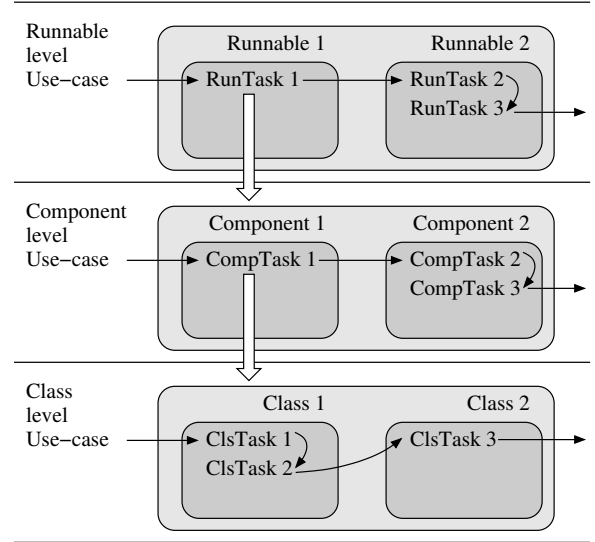 Runnable
level
Use−case
Runnable 1
Runnable 2
RunTask 1
RunTask 2
RunTask 3
Component
level
Use−case
Component 1
Component 2
CompTask 1
CompTask 2
CompTask 3
Class
level
Use−case
Class 1
Class 2
ClsTask 1
ClsTask 2
ClsTask 3